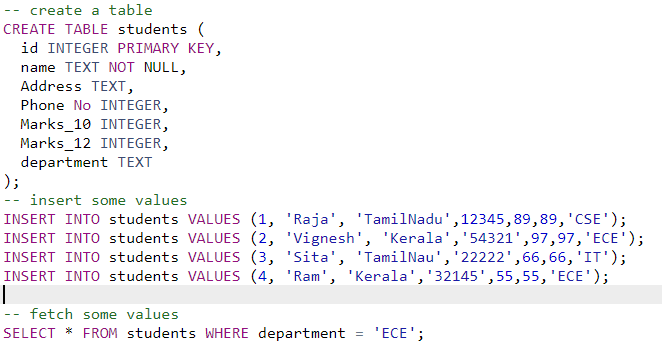 -- create a table
CREATE TABLE students (
  id INTEGER PRIMARY KEY,
  name TEXT NOT NULL,
  Address TEXT,
  Phone No INTEGER,
  Marks_10 INTEGER,
  Marks_12 INTEGER,
  department TEXT
);
-- insert some values
INSERT INTO students VALUES (1, 'Raja', 'TamilNadu',12345,89,89,'CSE');
INSERT INTO students VALUES (2, 'Vignesh', 'Kerala','54321',97,97,'ECE');
INSERT INTO students VALUES (3, 'Sita', 'TamilNau','22222',66,66,'IT');
INSERT INTO students VALUES (4, 'Ram', 'Kerala','32145',55,55,'ECE');
-- fetch some values
SELECT * FROM students WHERE department = 'ECE';